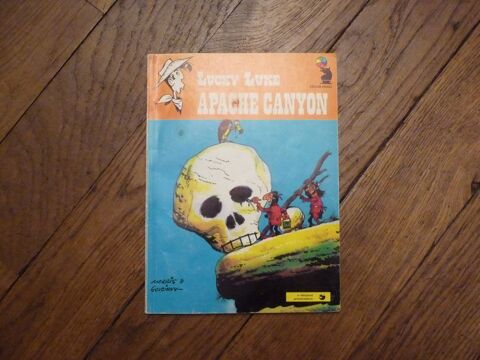 LUCKY LUKE
APACHE CANYON
MORRIS &
GOSCINNY